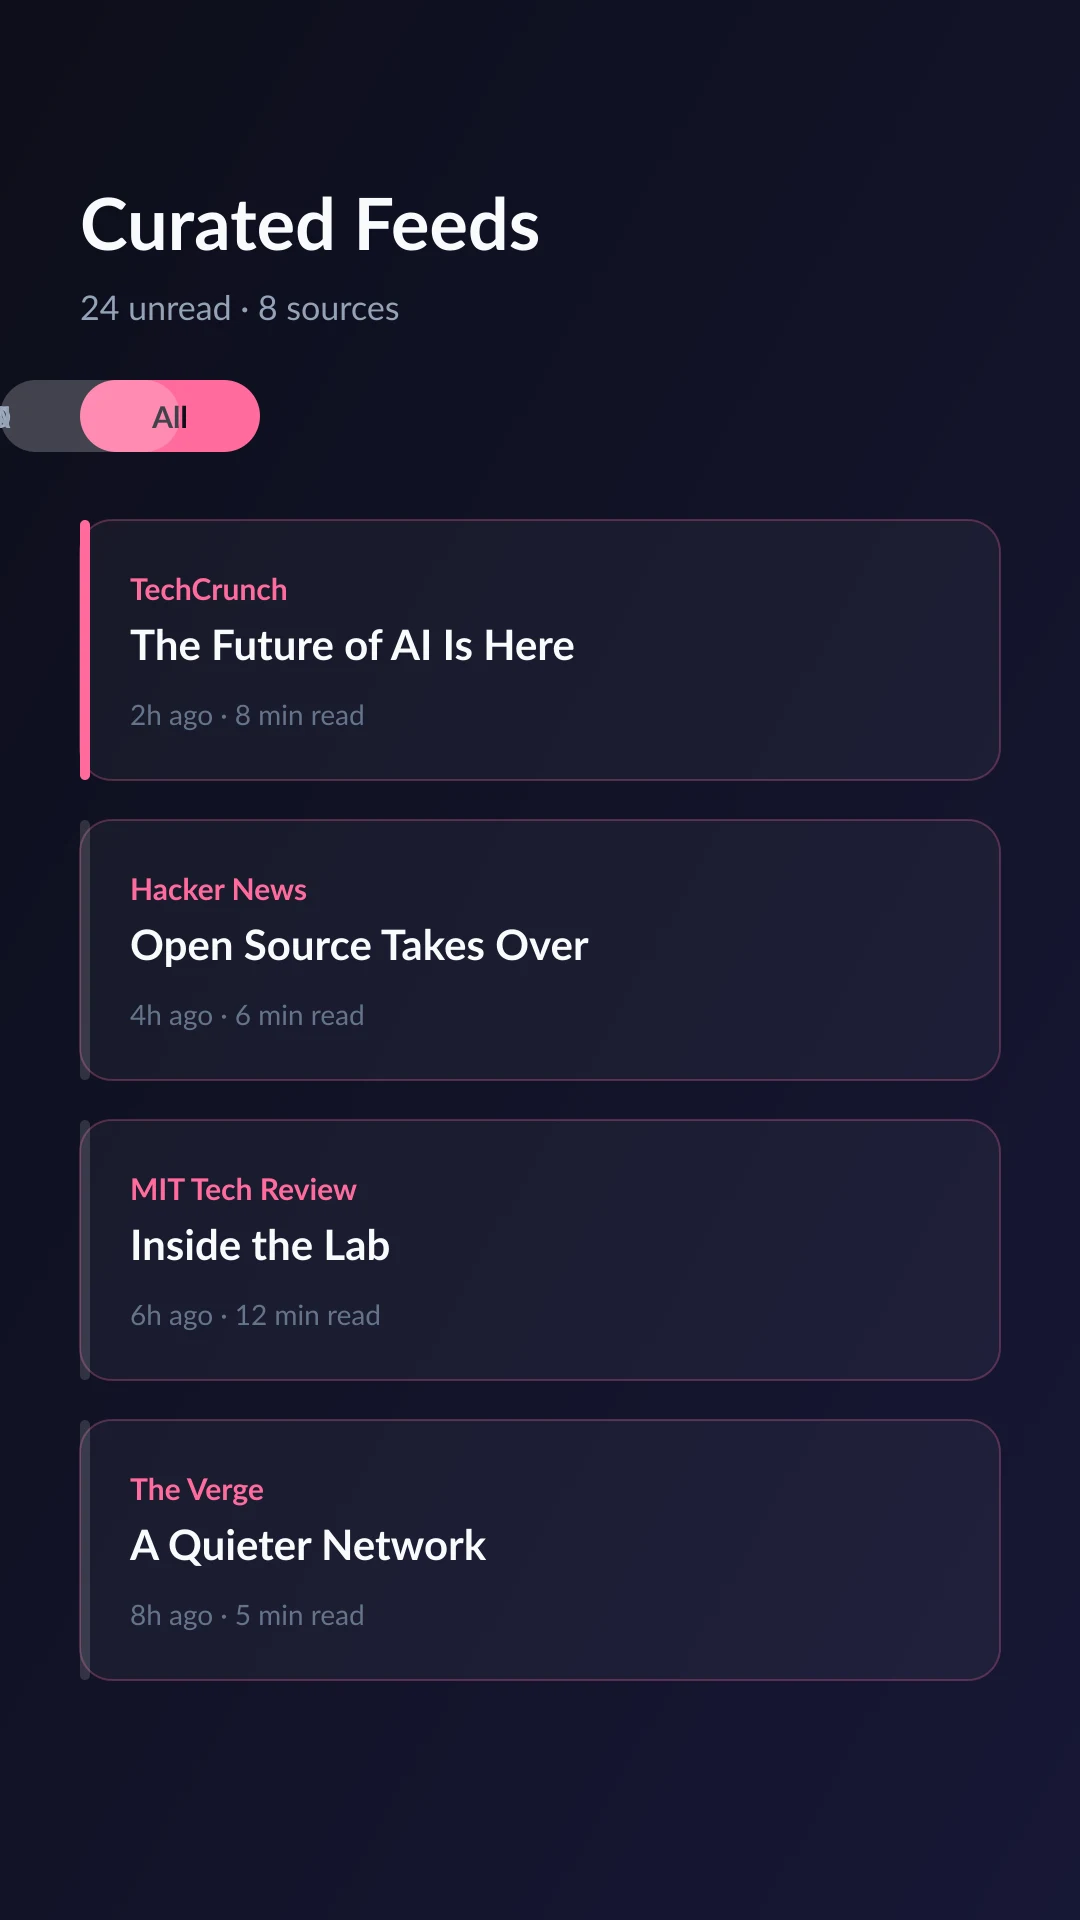 Curated Feeds
24 unread · 8 sources
All
TechCrunch
The Future of AI Is Here
2h ago · 8 min read
Hacker News
Open Source Takes Over
4h ago · 6 min read
MIT Tech Review
Inside the Lab
6h ago · 12 min read
The Verge
A Quieter Network
8h ago · 5 min read